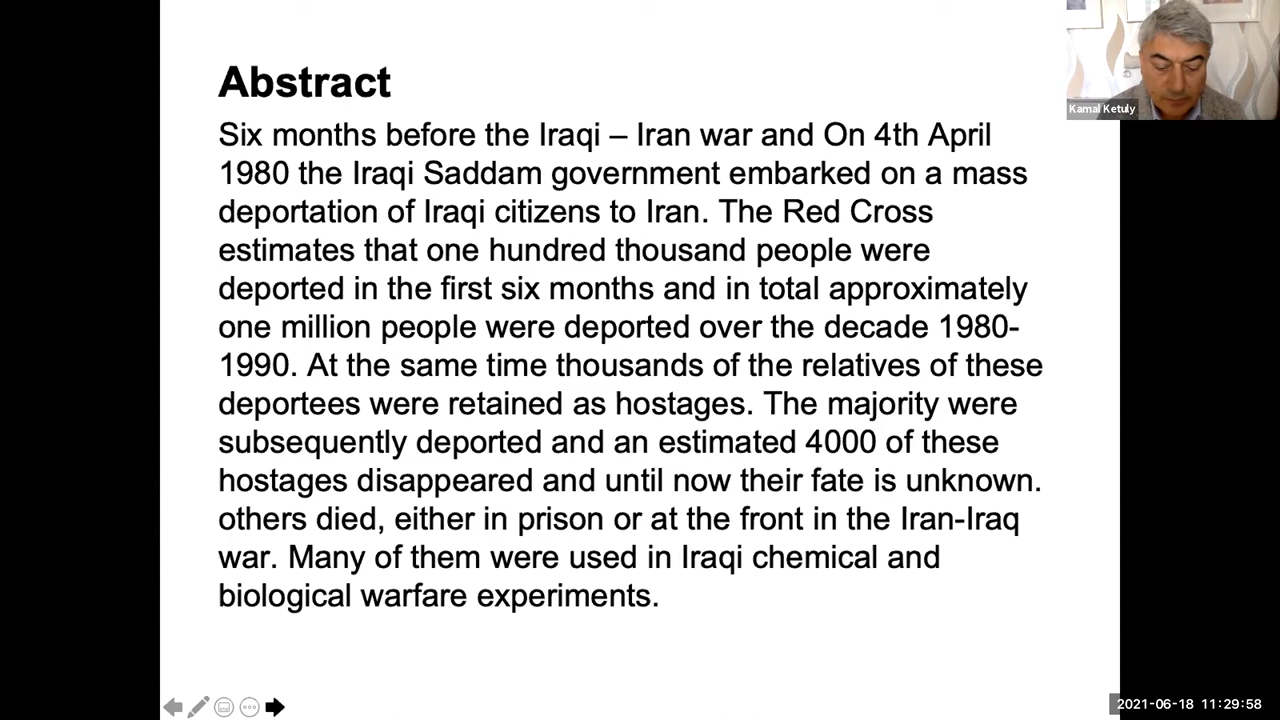 Abstract
Six months before the Iraqi – Iran war and On 4th April
1980 the Iraqi Saddam government embarked on a mass
deportation of Iraqi citizens to Iran. The Red Cross
estimates that one hundred thousand people were
deported in the first six months and in total approximately
one million people were deported over the decade 1980-
1990. At the same time thousands of the relatives of these
deportees were retained as hostages. The majority were
subsequently deported and an estimated 4000 of these
hostages disappeared and until now their fate is unknown.
others died, either in prison or at the front in the Iran-Iraq
war. Many of them were used in Iraqi chemical and
biological warfare experiments.
Kamal Ketuly
2021-06-18 11:29:58